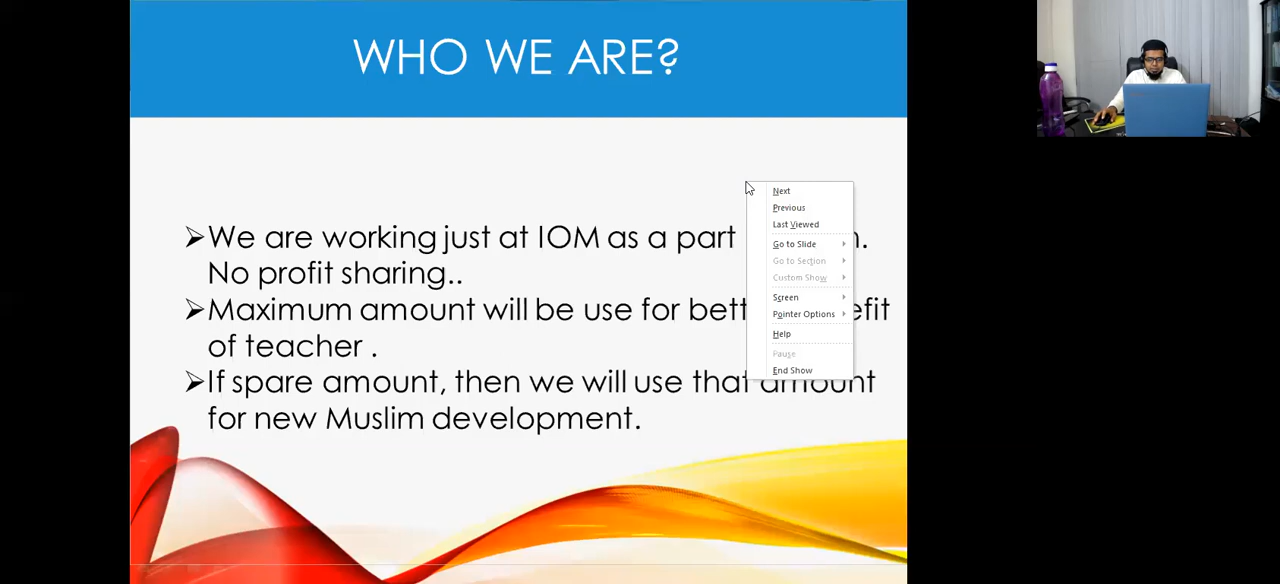 WHO WE ARE?
➢We are working just at IOM as a part
No profit sharing..
➢Maximum amount will be use for
of teacher .
➢If spare amount, then we will use that amount
for new Muslim development.
Next
Previous
Last Viewed
Go to Slide
Go to Section
Custom Show
Screen
Pointer Options
Help
Pause
End Show